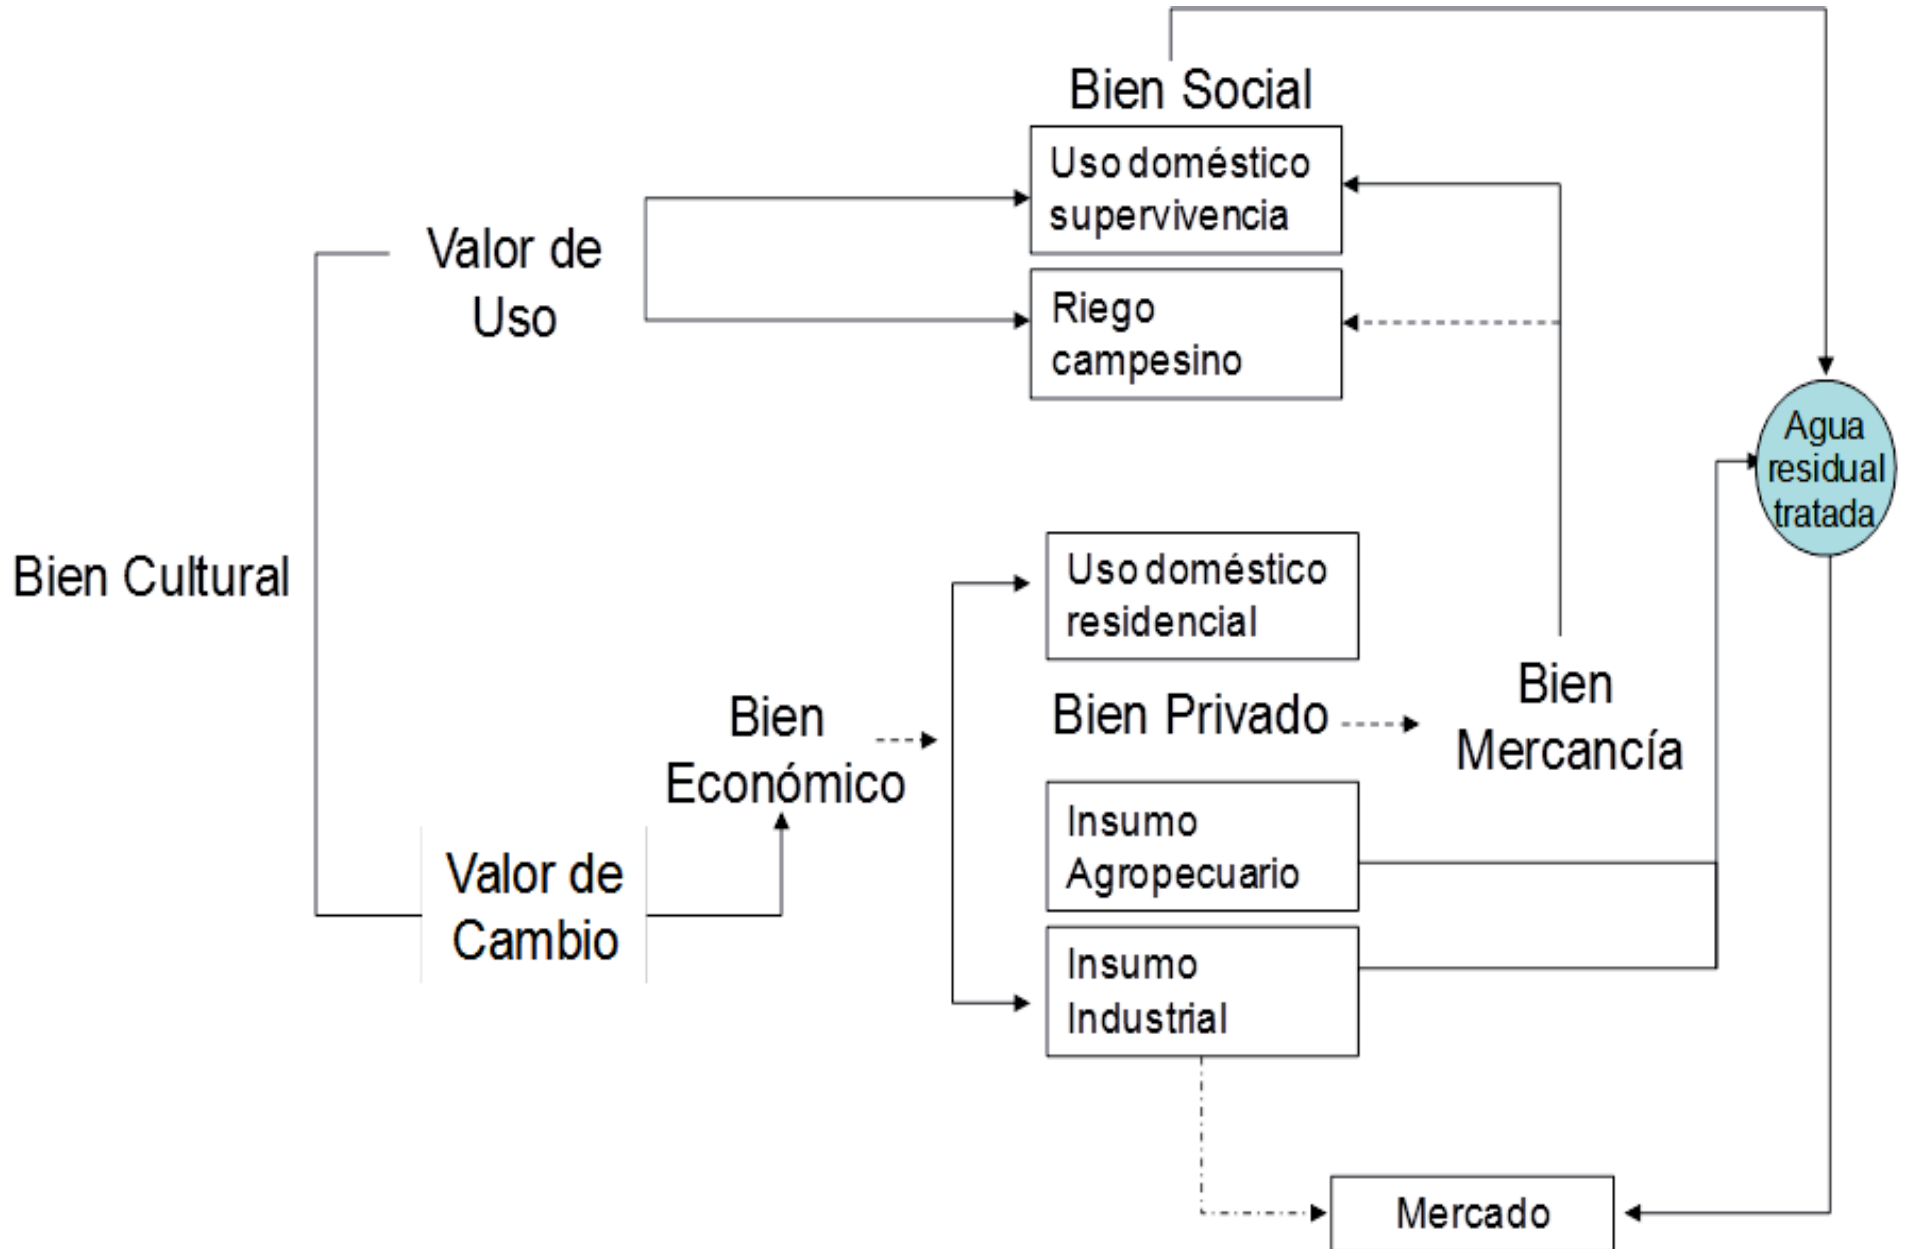 Bien Social
Uso doméstico
supervivencia
Valor de
Uso
Riego
campesino
Agua
residual
tratada
Bien Cultural
Uso doméstico
residencial
Bien
Económico
Bien Privado
Bien
Mercancía
Insumo
Agropecuario
Valor de
Cambio
Insumo
Industrial
Mercado